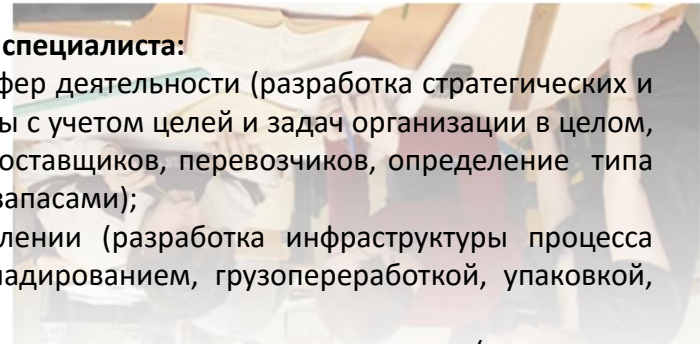 специалиста:
фер деятельности (разработка стратегических и
ы с учетом целей и задач организации в целом,
оставщиков, перевозчиков, определение типа
запасами);
лении (разработка инфраструктуры процесса
ладированием, грузопереработкой, упаковкой,